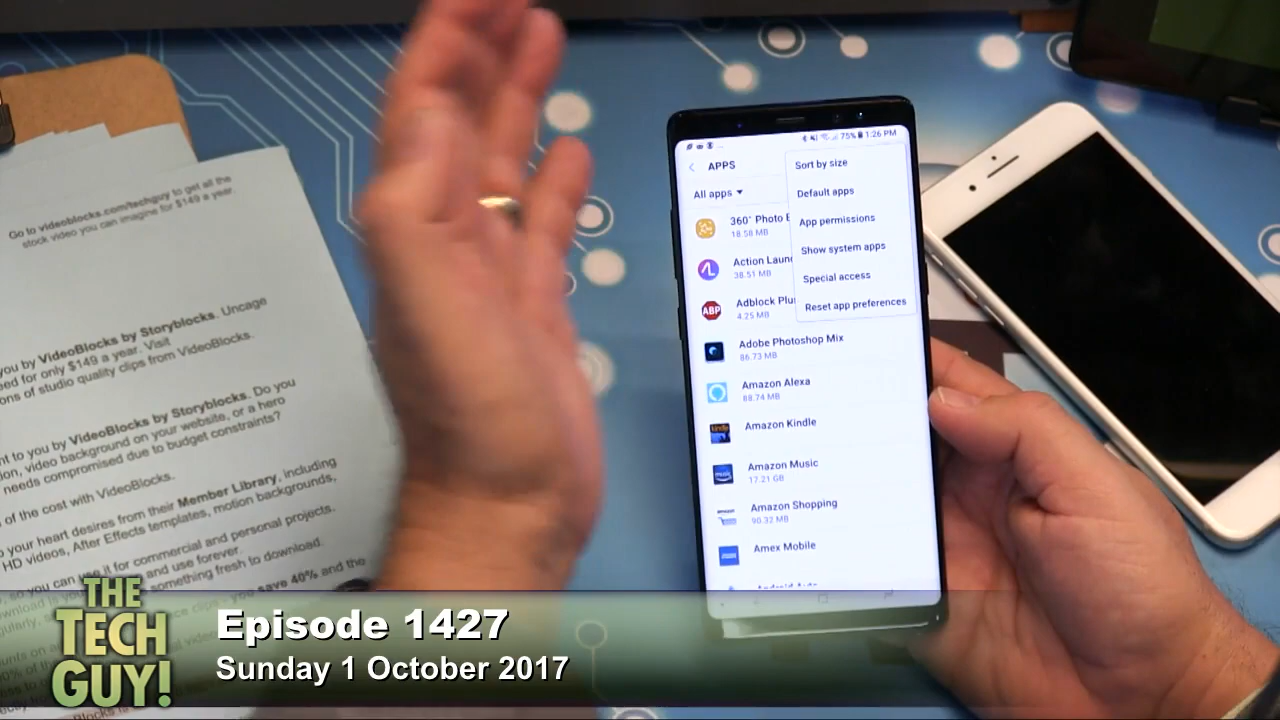 Go to videoblocks.com/techguy to get all the
stock video you can imagine for $149 a year.
you by VideoBlocks by Storyblocks. Uncage
for only $149 a year. Visit
of studio quality clips from VideoBlocks.
to you by VideoBlocks by Storyblocks. Do you
video background on your website, or a hero
needs compromised due to budget constraints?
of the cost with VideoBlocks.
your heart desires from their Member Library, including
HD videos, After Effects templates, motion backgrounds,
so you can use it for commercial and personal projects.
and use forever.
something fresh to download.
you save 40% and the
75% 1:26 PM
APPS
All apps
Sort by size
Default apps
App permissions
Show system apps
Special access
Reset app preferences
360° Photo E
18.58 MB
Action Laun
38.51 MB
ABP
Adblock Plu
4.25 MB
Adobe Photoshop Mix
86.73 MB
Amazon Alexa
88.74 MB
kindle
Amazon Kindle
music
Amazon Music
17.21 GB
Amazon Shopping
90.32 MB
Amex Mobile
Android Auto
THE
TECH
GUY!
Episode 1427
Sunday 1 October 2017